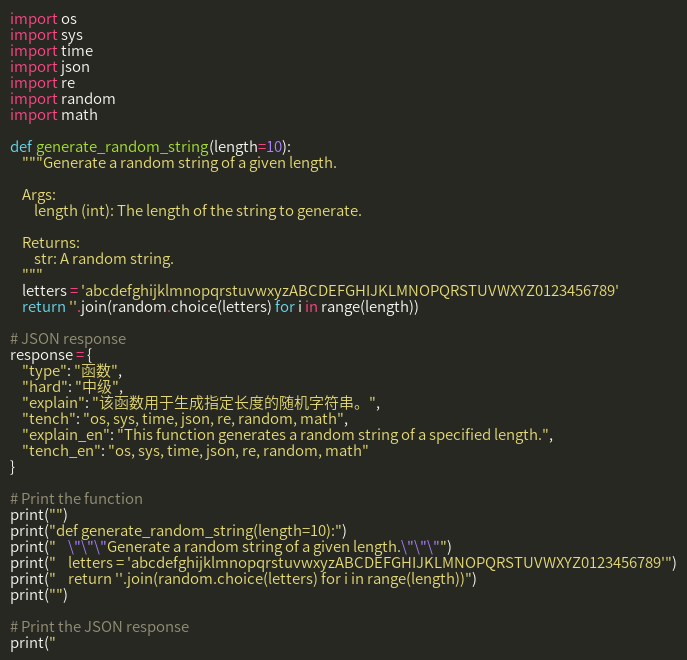 import os
import sys
import time
import json
import re
import random
import math

def generate_random_string(length=10):
    """Generate a random string of a given length.

    Args:
        length (int): The length of the string to generate.

    Returns:
        str: A random string.
    """
    letters = 'abcdefghijklmnopqrstuvwxyzABCDEFGHIJKLMNOPQRSTUVWXYZ0123456789'
    return ''.join(random.choice(letters) for i in range(length))

# JSON response
response = {
    "type": "函数",
    "hard": "中级",
    "explain": "该函数用于生成指定长度的随机字符串。",
    "tench": "os, sys, time, json, re, random, math",
    "explain_en": "This function generates a random string of a specified length.",
    "tench_en": "os, sys, time, json, re, random, math"
}

# Print the function
print("")
print("def generate_random_string(length=10):")
print("    \"\"\"Generate a random string of a given length.\"\"\"")
print("    letters = 'abcdefghijklmnopqrstuvwxyzABCDEFGHIJKLMNOPQRSTUVWXYZ0123456789'")
print("    return ''.join(random.choice(letters) for i in range(length))")
print("")

# Print the JSON response
print("